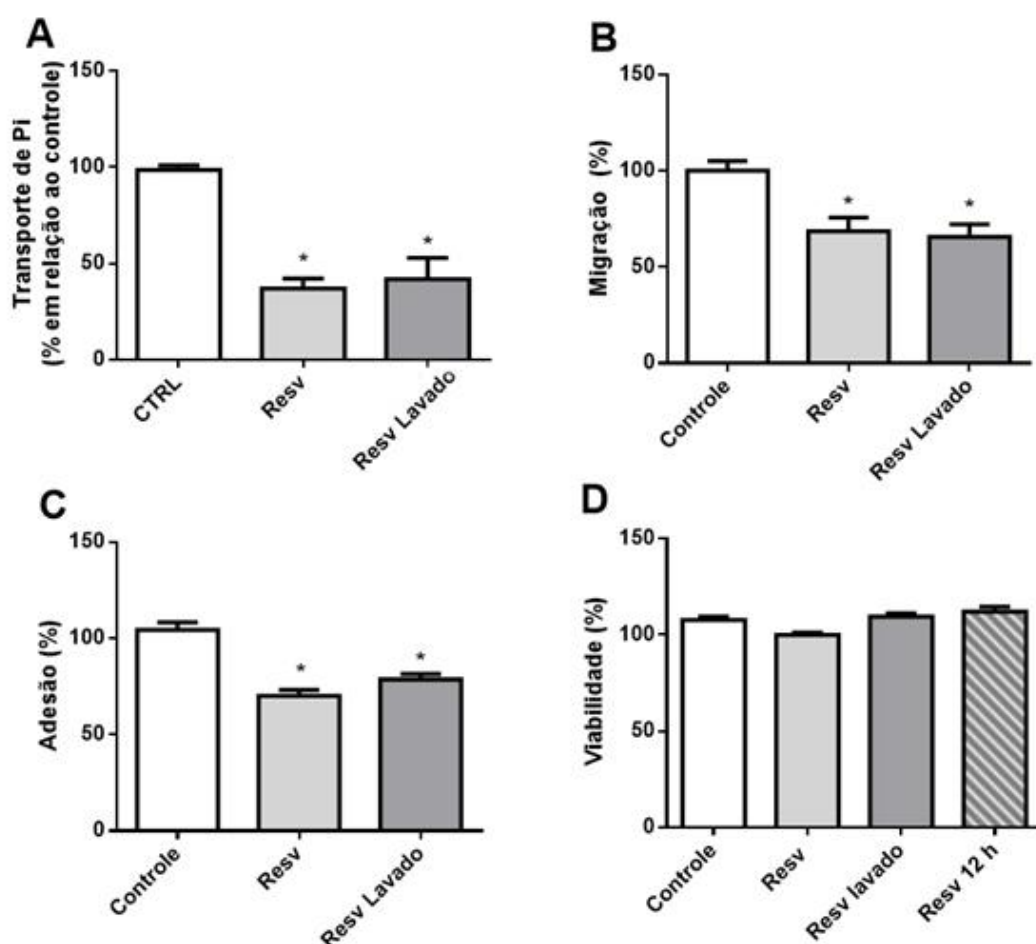 A
Transporte de Pi
(% em relação ao controle)
150
100
50
0
*
*
CTRL
Resv
Resv Lavado
B
Migração (%)
150
100
50
0
*
*
Controle
Resv
Resv Lavado
C
Adesão (%)
150
100
50
0
*
*
Controle
Resv
Resv Lavado
D
Viabilidade (%)
150
100
50
0
Controle
Resv
Resv lavado
Resv 12 h